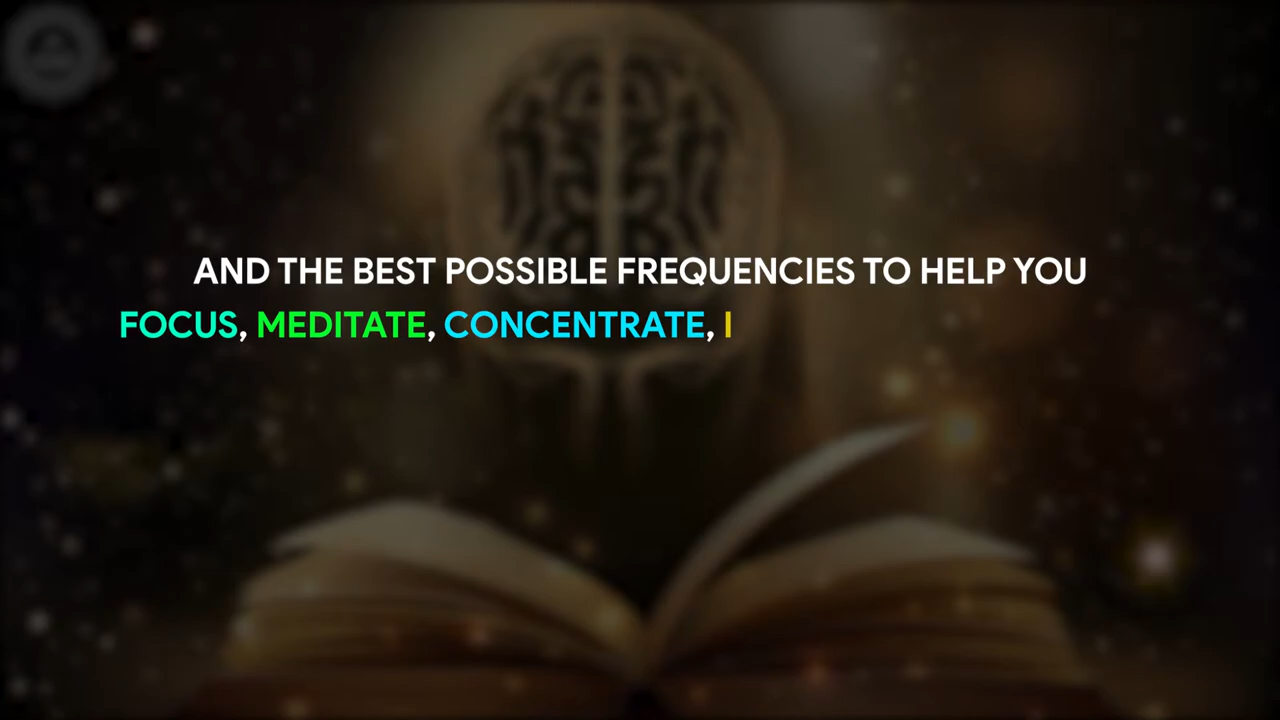 AND THE BEST POSSIBLE FREQUENCIES TO HELP YOU
FOCUS, MEDITATE, CONCENTRATE, I